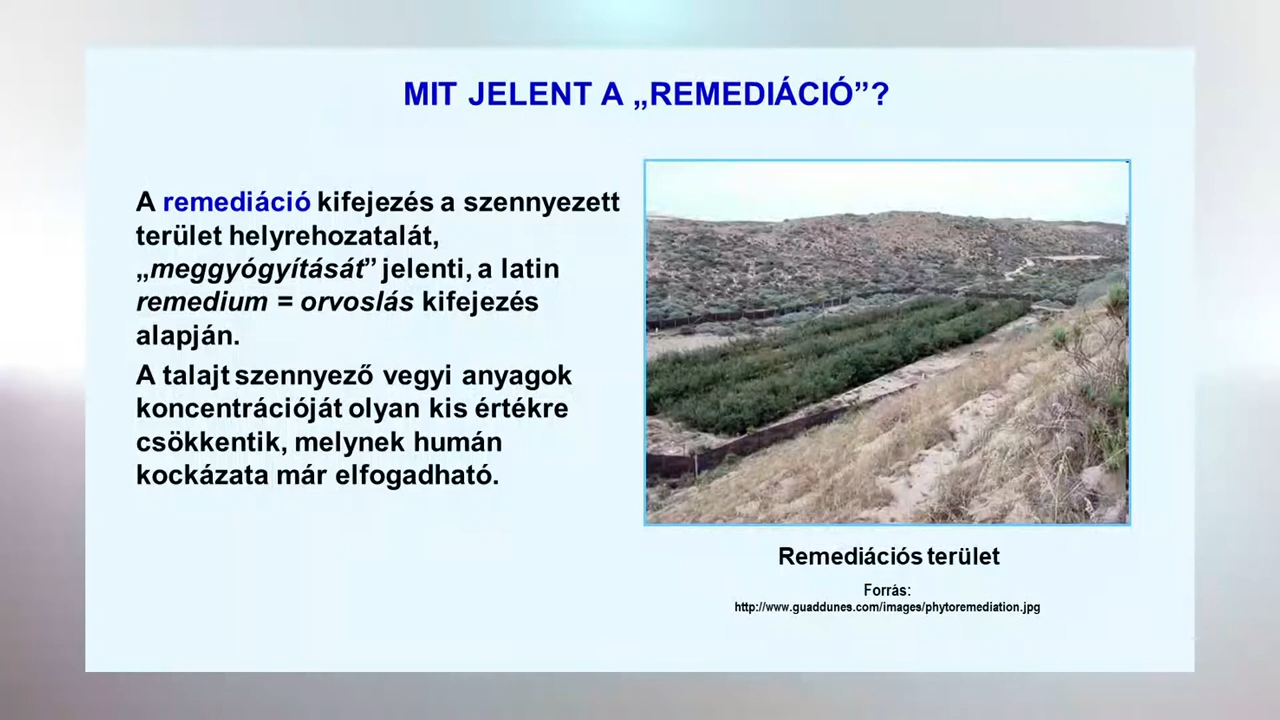 MIT JELENT A „REMEDIÁCIÓ”?
A remediáció kifejezés a szennyezett
terület helyrehozatalát,
„meggyógyítását” jelenti, a latin
remedium = orvoslás kifejezés
alapján.
A talajt szennyező vegyi anyagok
koncentrációját olyan kis értékre
csökkentik, melynek humán
kockázata már elfogadható.
Remediációs terület
Forrás:
http://www.guaddunes.com/images/phytoremediation.jpg